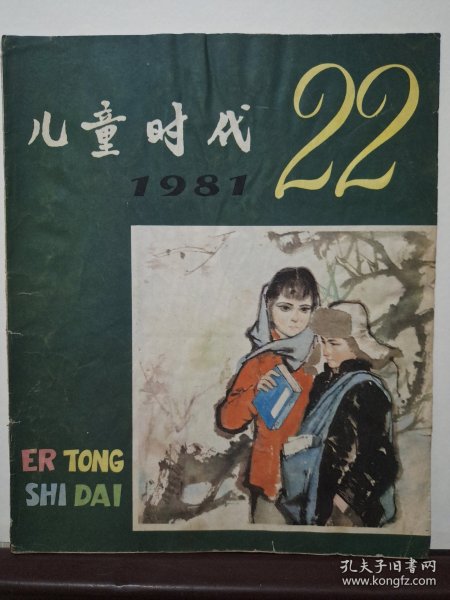 儿童时代
22
1981
ER TONG
SHI DAI
孔夫子旧书网
www.kongfz.com